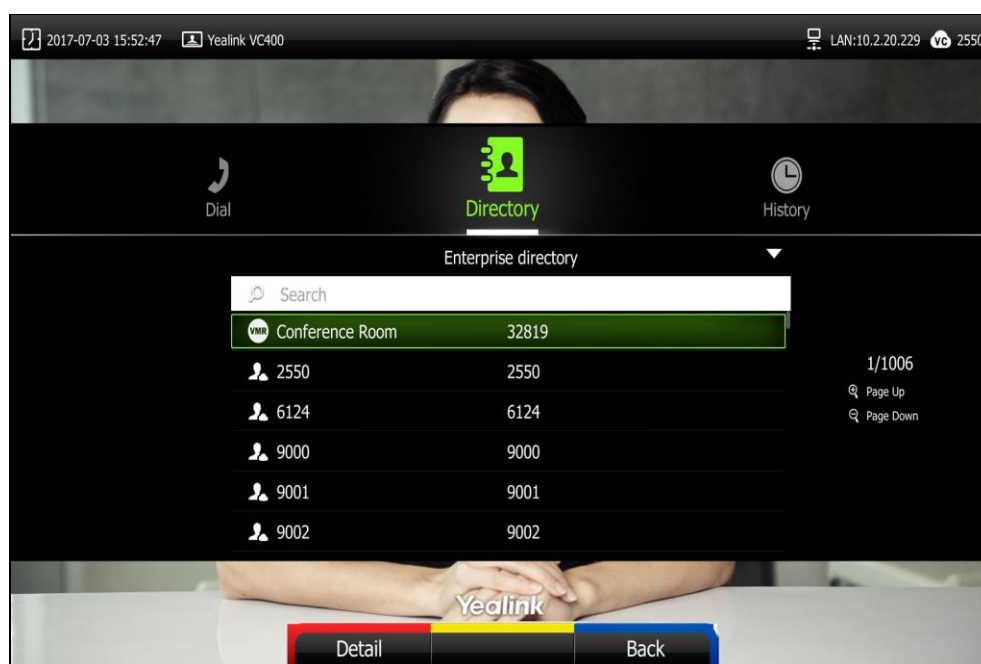 2017-07-03 15:52:47 Yealink VC400 LAN:10.2.20.229 VC 2550
Dial Directory History
Enterprise directory
Search
VMR Conference Room 32819
2550 2550
1/1006
6124 6124
Page Up
Page Down
9000 9000
9001 9001
9002 9002
Yealink
Detail Back